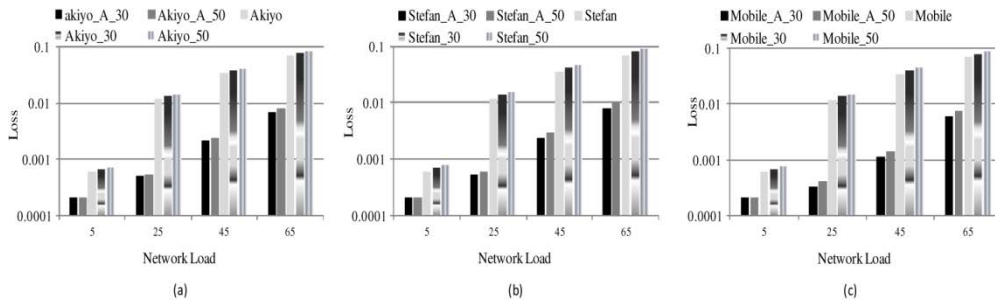 akiyo_A_30 Akiyo_A_50 Akiyo
Akiyo_30 Akiyo_50
0.1
0.01
0.001
0.0001
Loss
5 25 45 65
Network Load
(a)
Stefan_A_30 Stefan_A_50 Stefan
Stefan_30 Stefan_50
0.1
0.01
0.001
0.0001
Loss
5 25 45 65
Network Load
(b)
Mobile_A_30 Mobile_A_50 Mobile
Mobile_30 Mobile_50
0.1
0.01
0.001
0.0001
Loss
5 25 45 65
Network Load
(c)